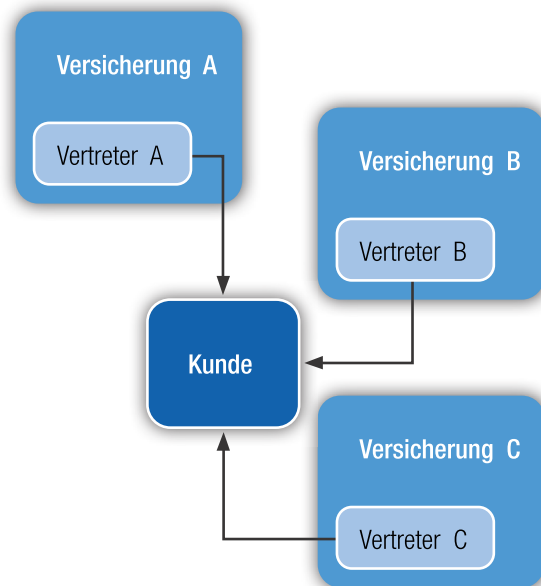 Versicherung A
Vertreter A
Versicherung B
Vertreter B
Kunde
Versicherung C
Vertreter C